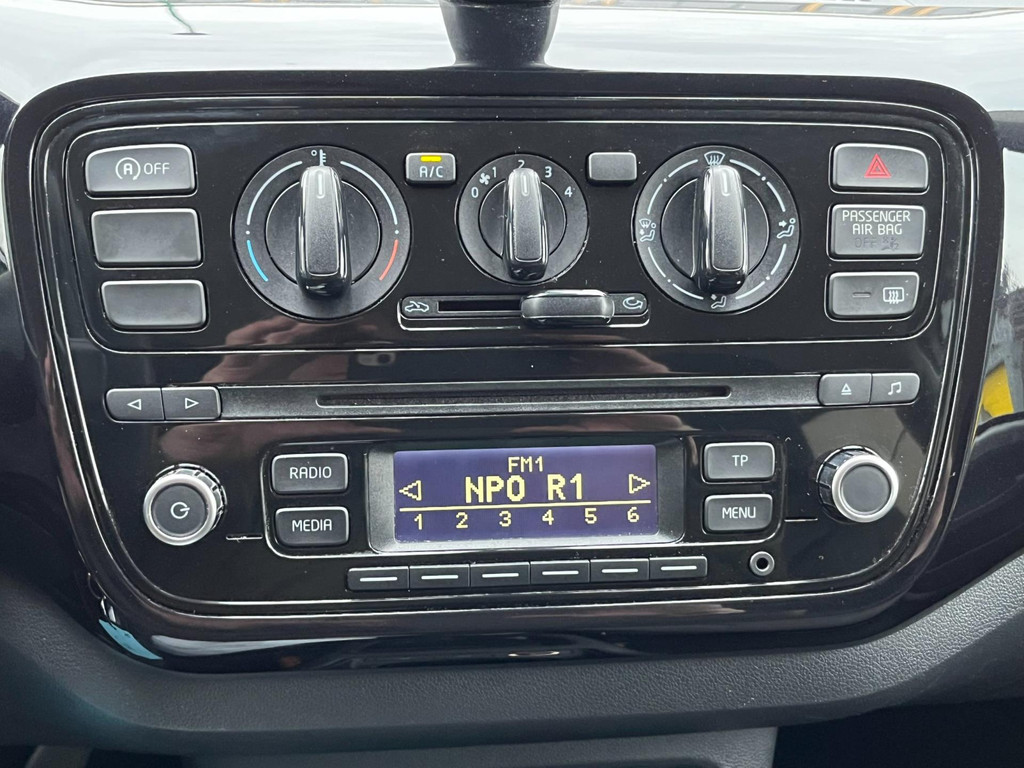 A OFF
A/C
0 1 2 3 4
PASSENGER
AIR BAG
OFF
RADIO
MEDIA
FM1
NPO R1
1 2 3 4 5 6
TP
MENU